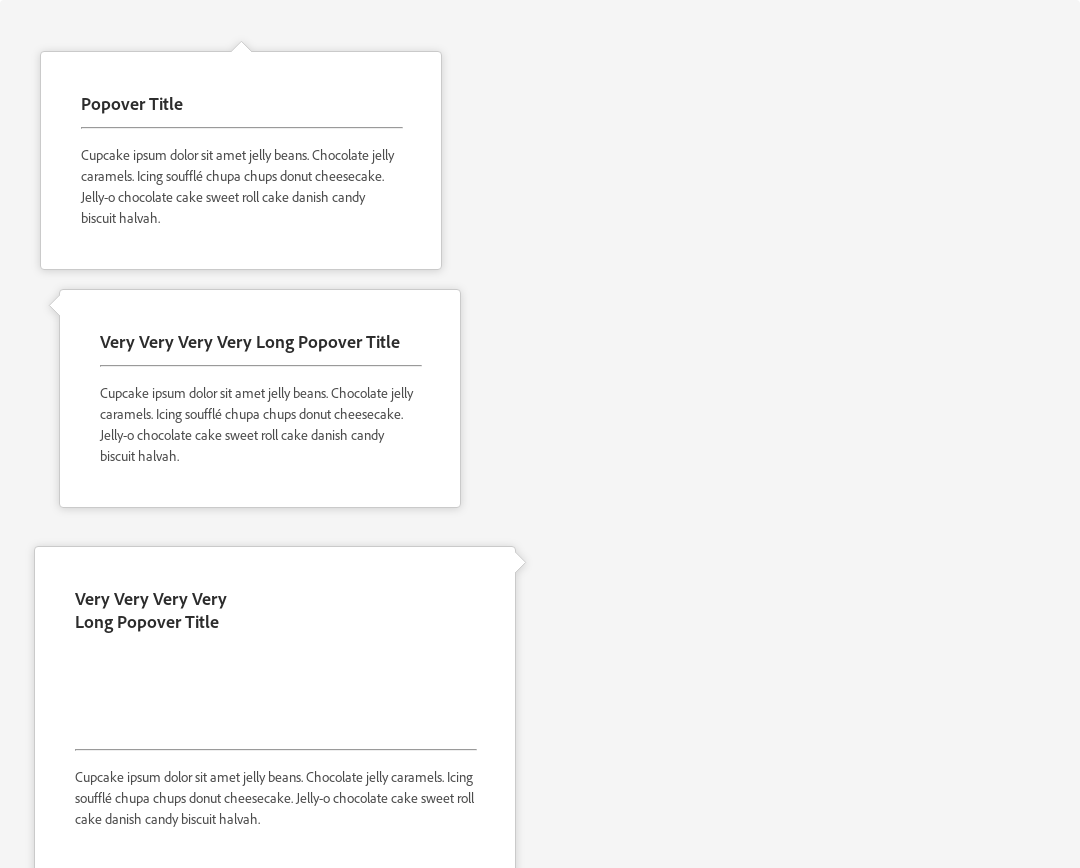 Popover Title
Cupcake ipsum dolor sit amet jelly beans. Chocolate jelly
caramels. Icing soufflé chupa chups donut cheesecake.
Jelly-o chocolate cake sweet roll cake danish candy
biscuit halvah.
Very Very Very Very Long Popover Title
Cupcake ipsum dolor sit amet jelly beans. Chocolate jelly
caramels. Icing soufflé chupa chups donut cheesecake.
Jelly-o chocolate cake sweet roll cake danish candy
biscuit halvah.
Very Very Very Very
Long Popover Title
Cupcake ipsum dolor sit amet jelly beans. Chocolate jelly caramels. Icing
soufflé chupa chups donut cheesecake. Jelly-o chocolate cake sweet roll
cake danish candy biscuit halvah.